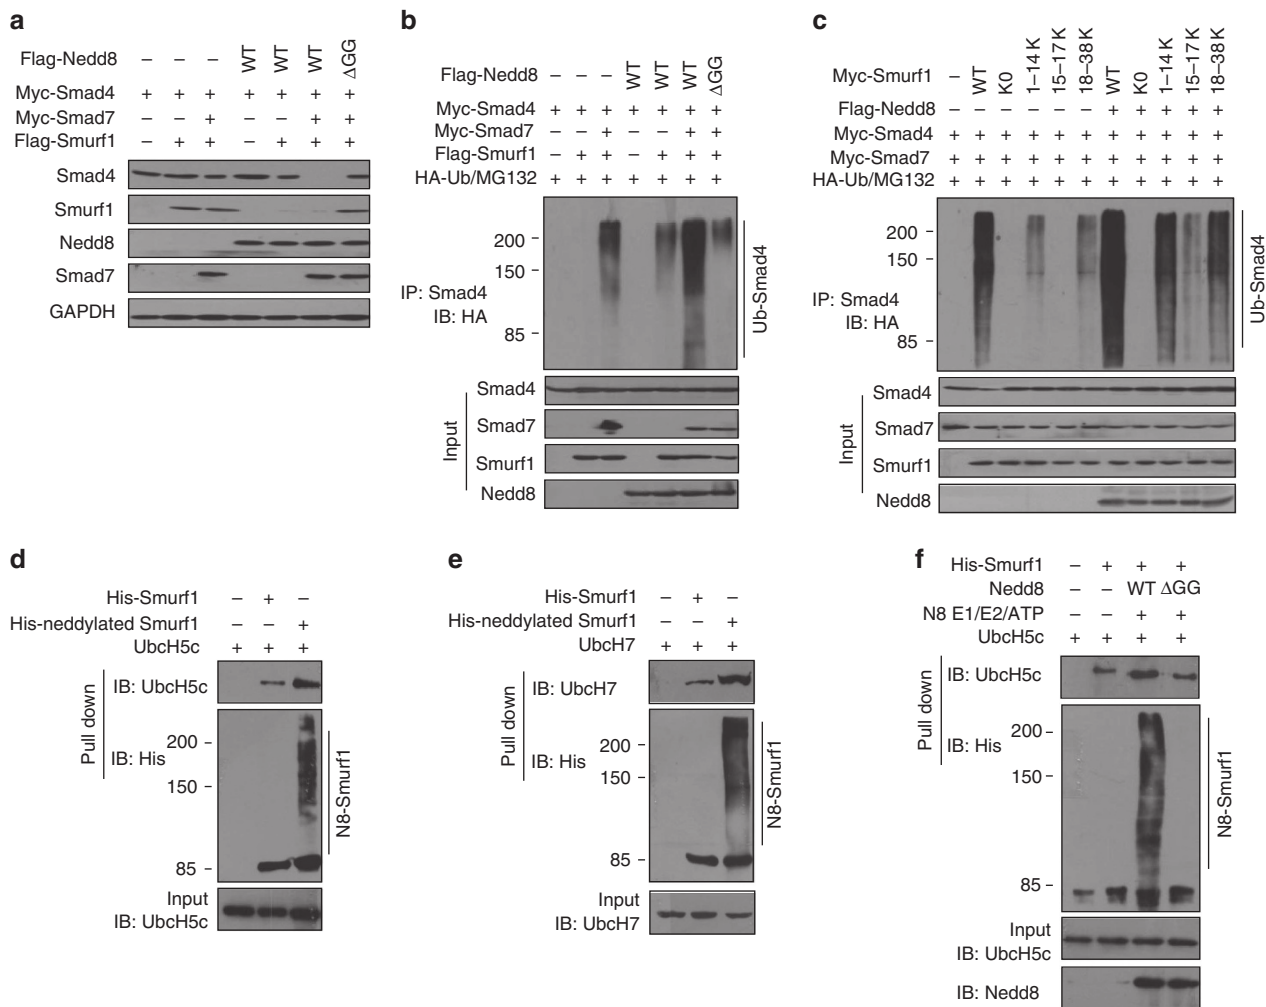 a
Flag-Nedd8 – – – WT WT WT ΔGG
Myc-Smad4 + + + + + + +
Myc-Smad7 – – + – – + +
Flag-Smurf1 – + + – + + +
Smad4
Smurf1
Nedd8
Smad7
GAPDH
b
Flag-Nedd8 – – – WT WT WT ΔGG
Myc-Smad4 + + + + + + +
Myc-Smad7 – – + – – + +
Flag-Smurf1 – + + – + + +
HA-Ub/MG132 + + + + + + +
200
150
85
IP: Smad4
IB: HA
Ub-Smad4
Input
Smad4
Smad7
Smurf1
Nedd8
c
Myc-Smurf1 – WT K0 1–14 K 15–17 K 18–38 K WT K0 1–14 K 15–17 K 18–38 K
Flag-Nedd8 – – – – – – + + + + +
Myc-Smad4 + + + + + + + + + + +
Myc-Smad7 + + + + + + + + + + +
HA-Ub/MG132 + + + + + + + + + + +
200
150
85
IP: Smad4
IB: HA
Ub-Smad4
Input
Smad4
Smad7
Smurf1
Nedd8
d
His-Smurf1 – + –
His-neddylated Smurf1 – – +
UbcH5c + + +
Pull down
IB: UbcH5c
IB: His
200
150
85
N8-Smurf1
Input
IB: UbcH5c
e
His-Smurf1 – + –
His-neddylated Smurf1 – – +
UbcH7 + + +
Pull down
IB: UbcH7
IB: His
200
150
85
N8-Smurf1
Input
IB: UbcH7
f
His-Smurf1 – + + +
Nedd8 – – WT ΔGG
N8 E1/E2/ATP – – + +
UbcH5c + + + +
Pull down
IB: UbcH5c
IB: His
200
150
85
N8-Smurf1
Input
IB: UbcH5c
IB: Nedd8